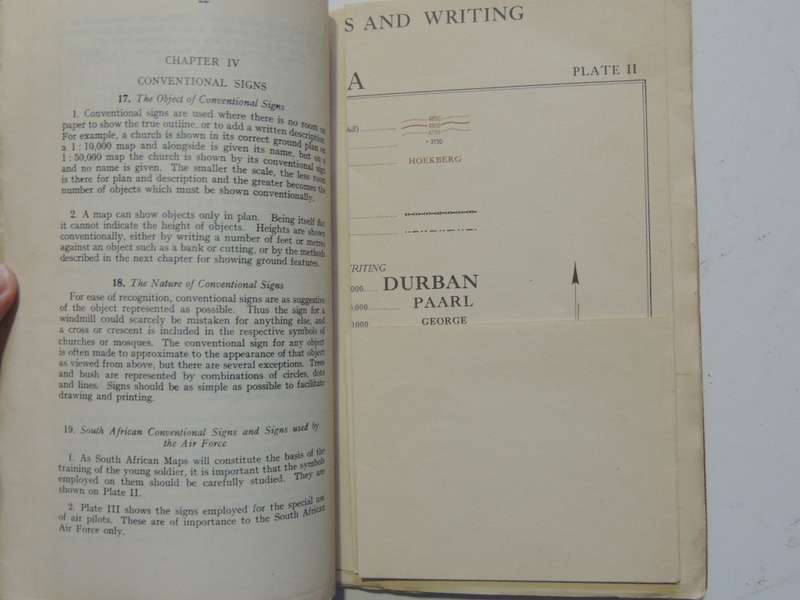 CHAPTER IV
CONVENTIONAL SIGNS
17. The Object of Conventional Signs
1. Conventional signs are used where there is no room on
paper to show the true outline, or to add a written description.
For example, a church is shown in its correct ground plan on
a 1 : 10,000 map and alongside is given its name, but on a
1 : 50,000 map the church is shown by its conventional sign
and no name is given. The smaller the scale, the less room
is there for plan and description and the greater becomes the
number of objects which must be shown conventionally.
2. A map can show objects only in plan. Being itself flat
it cannot indicate the height of objects. Heights are shown
conventionally, either by writing a number of feet or metres
against an object such as a bank or cutting, or by the methods
described in the next chapter for showing ground features.
18. The Nature of Conventional Signs
For ease of recognition, conventional signs are as suggestive
of the object represented as possible. Thus the sign for a
windmill could scarcely be mistaken for anything else, and
a cross or crescent is included in the respective symbols of
churches or mosques. The conventional sign for any object
is often made to approximate to the appearance of that object
as viewed from above, but there are several exceptions. Trees
and bush are represented by combinations of circles, dots
and lines. Signs should be as simple as possible to facilitate
drawing and printing.
19. South African Conventional Signs and Signs used by
the Air Force
1. As South African Maps will constitute the basis of the
training of the young soldier, it is important that the symbols
employed on them should be carefully studied. They are
shown on Plate II.
2. Plate III shows the signs employed for the special use
of air pilots. These are of importance to the South African
Air Force only.
S AND WRITING
A
PLATE II
HOEKBERG
RITING
DURBAN
PAARL
GEORGE